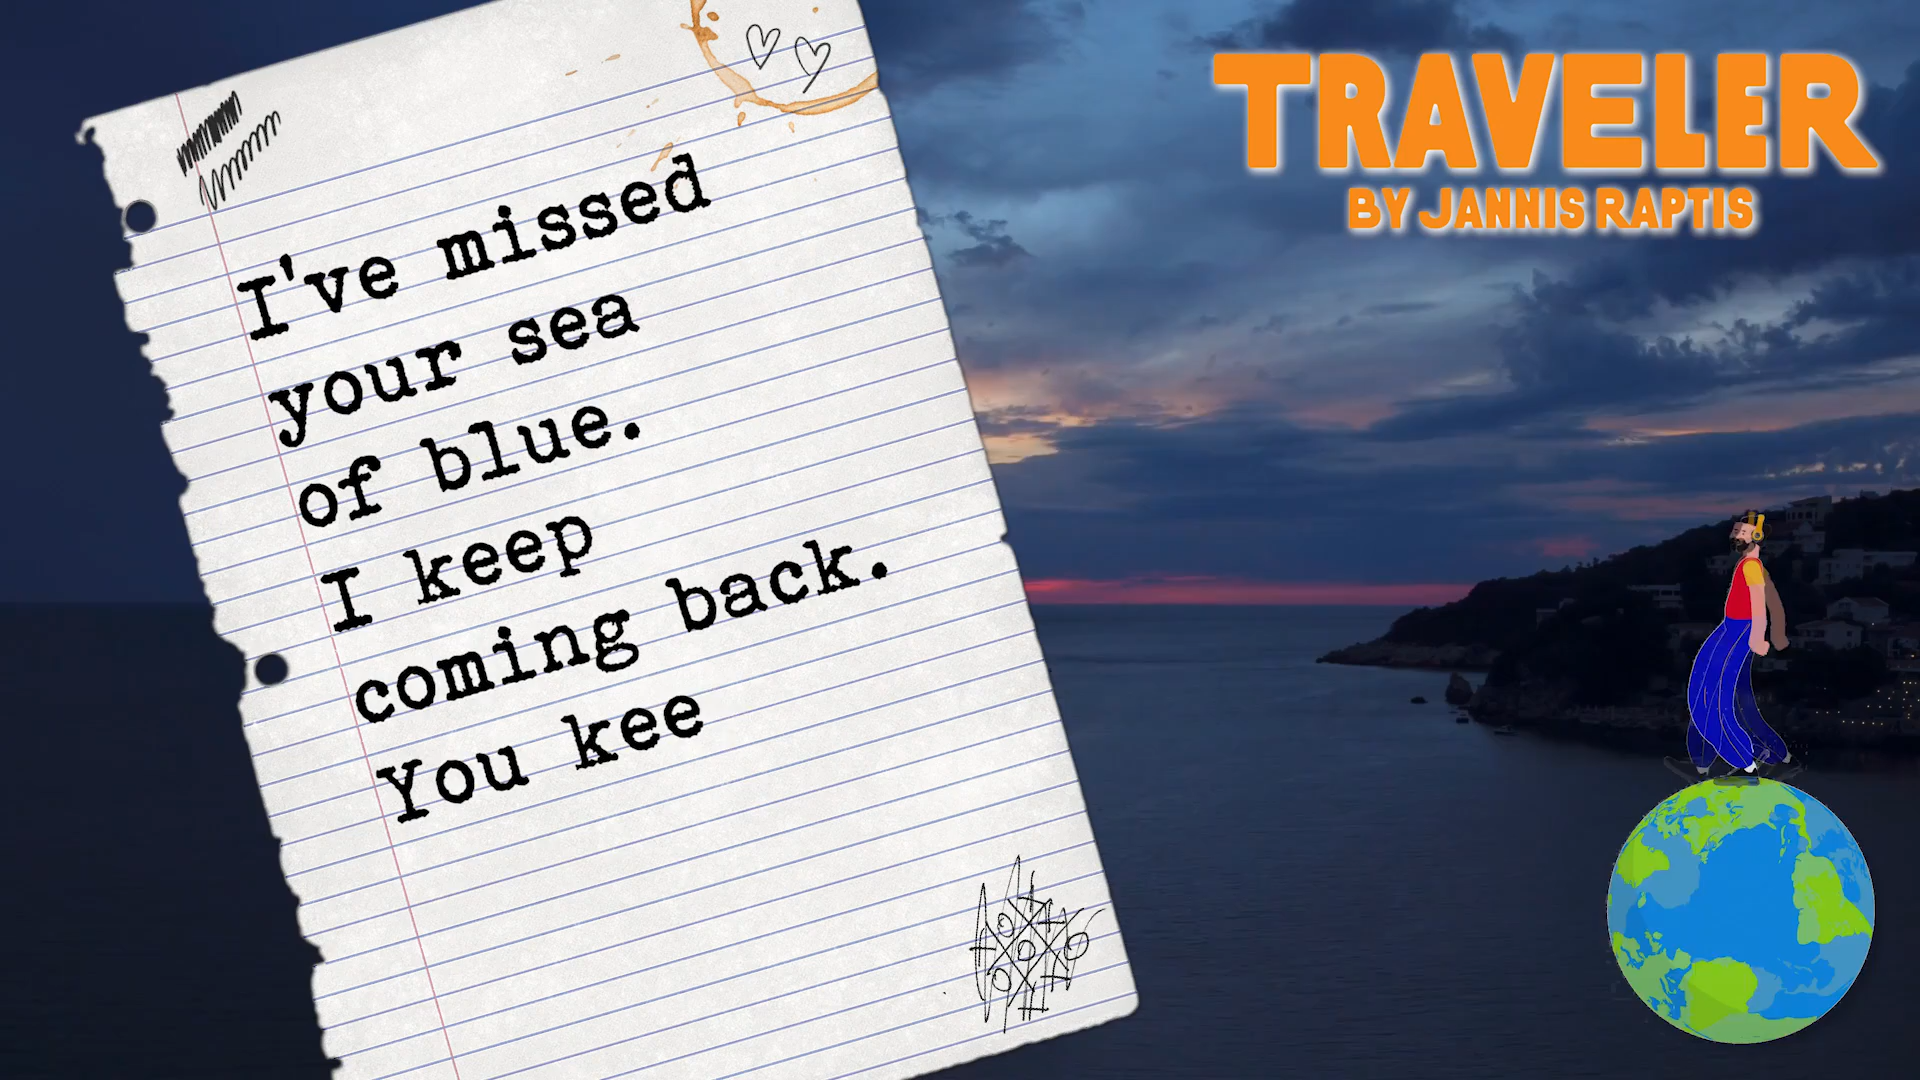 I've missed
your sea
of blue.
I keep
coming back.
You kee
TRAVELER
BY JANNIS RAPTIS